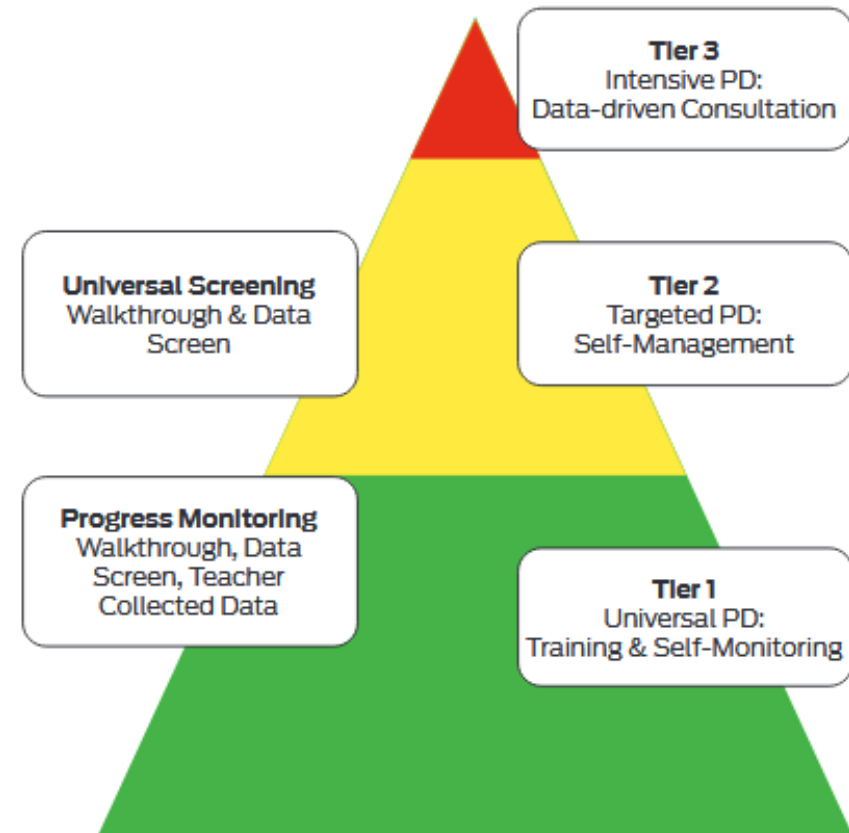 Tier 3
Intensive PD:
Data-driven Consultation
Universal Screening
Walkthrough & Data
Screen
Tier 2
Targeted PD:
Self-Management
Progress Monitoring
Walkthrough, Data
Screen, Teacher
Collected Data
Tier 1
Universal PD:
Training & Self-Monitoring